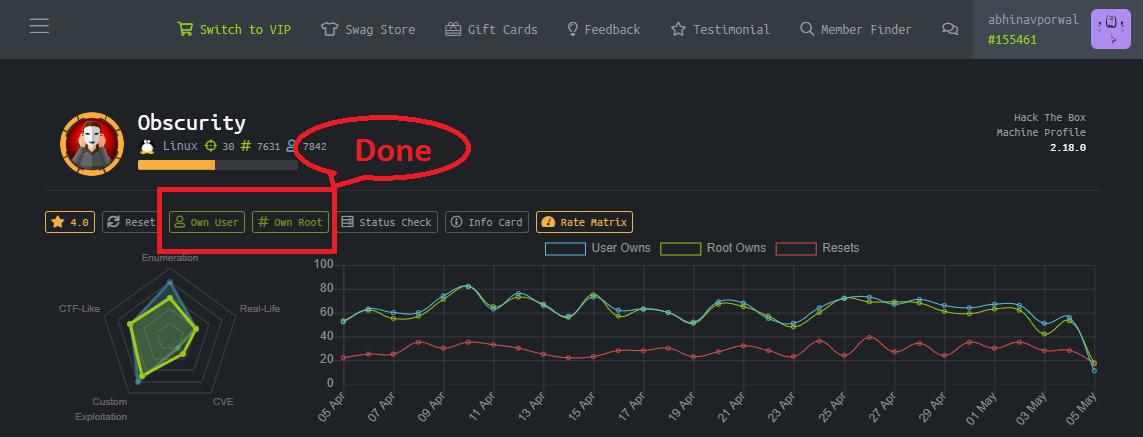 Switch to VIP Swag Store Gift Cards Feedback Testimonial Member Finder
abhinavporwal
#155461
Obscurity
Linux 30 # 7631 7842
Done
Hack The Box
Machine Profile
2.18.0
4.0 Reset Own User # Own Root Status Check Info Card Rate Matrix
User Owns Root Owns Resets
Enumeration
CTF-Like
Real-Life
Custom
Exploitation
CVE
100
80
60
40
20
0
05 Apr 07 Apr 09 Apr 11 Apr 13 Apr 15 Apr 17 Apr 19 Apr 21 Apr 23 Apr 25 Apr 27 Apr 29 Apr 01 May 03 May 05 May